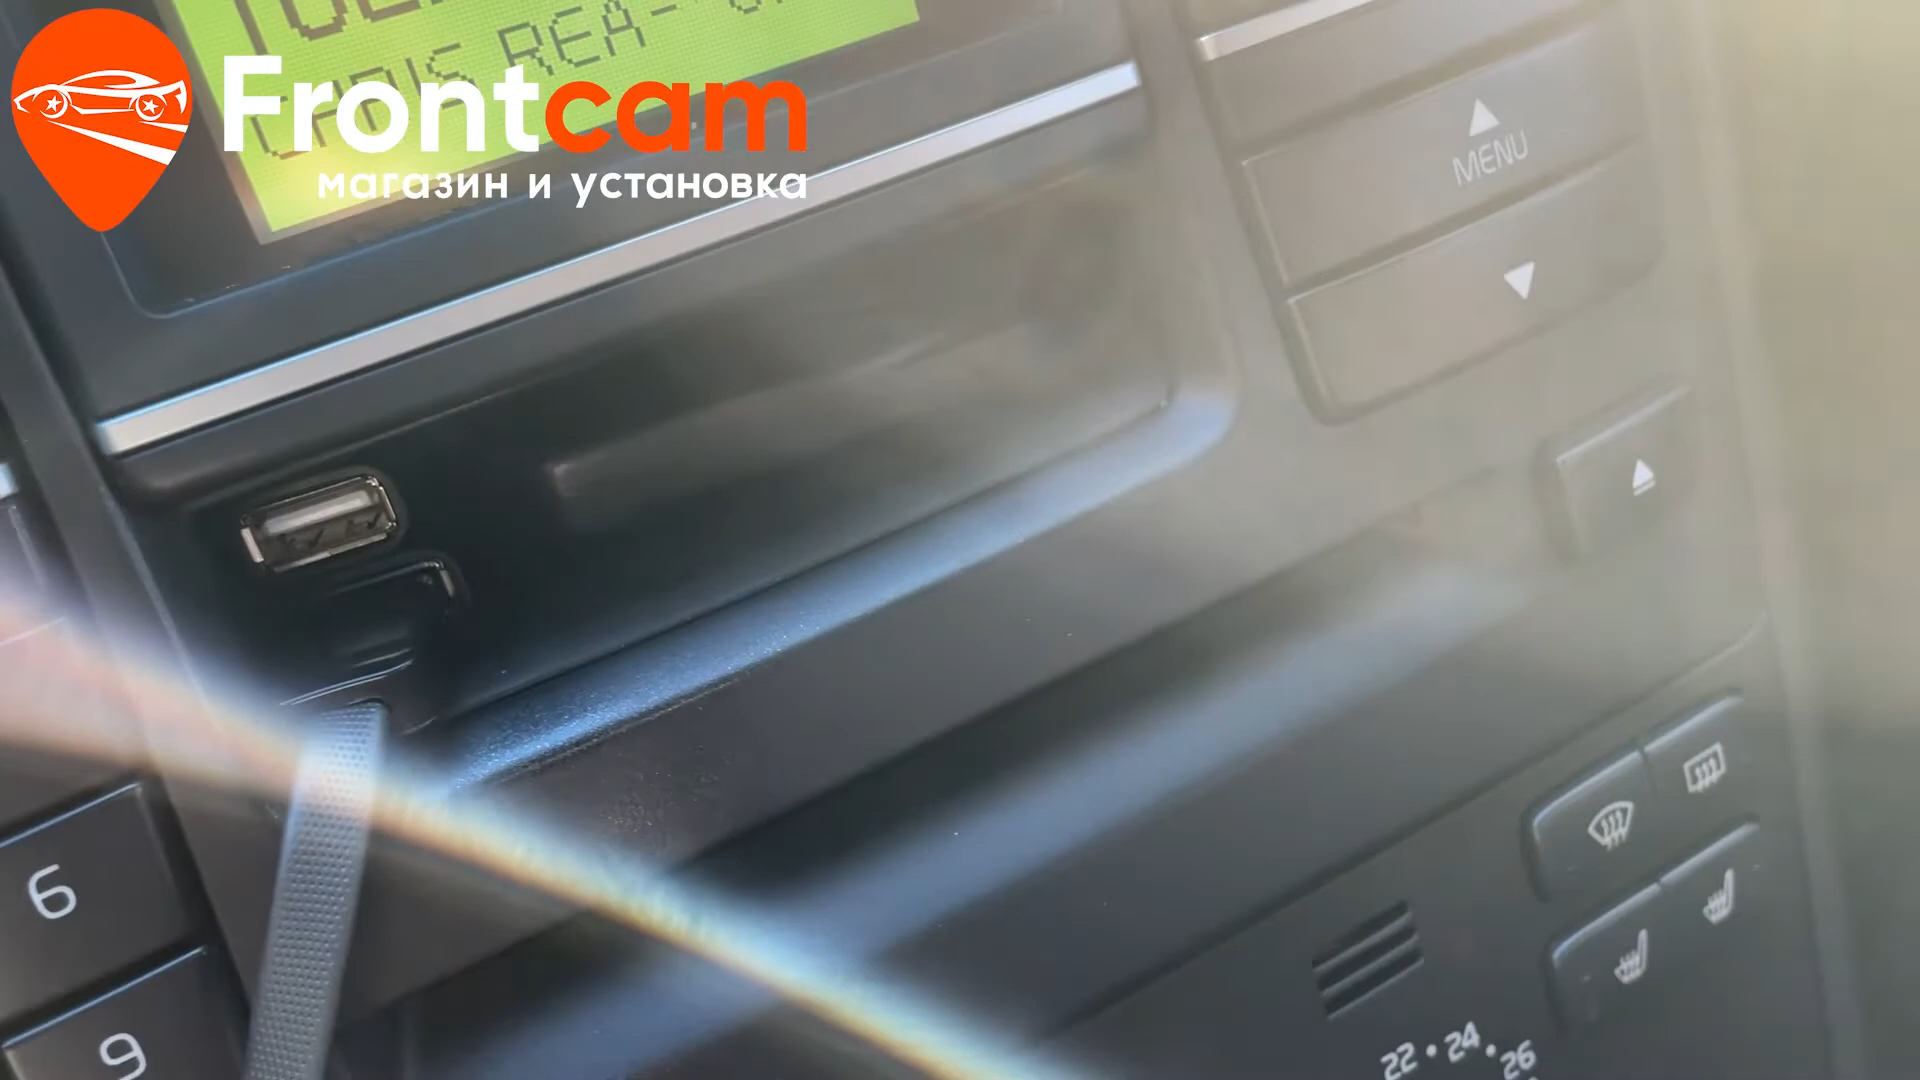 Frontcam
магазин и установка
MENU
6
9
22 • 24 • 26